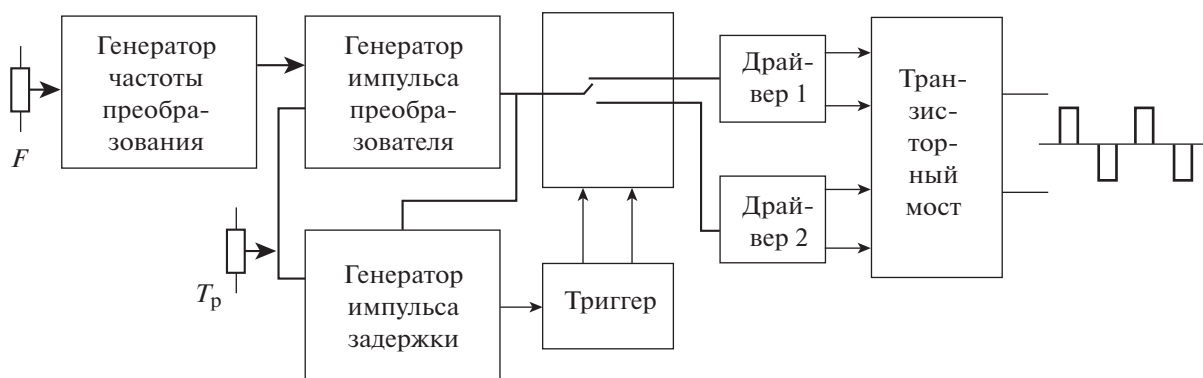 Генератор
частоты
преобра-
зования
Генератор
импульса
преобра-
зователя
Драй-
вер 1
Тран-
зис-
тор-
ный
мост
F
Драй-
вер 2
Tр
Генератор
импульса
задержки
Триггер